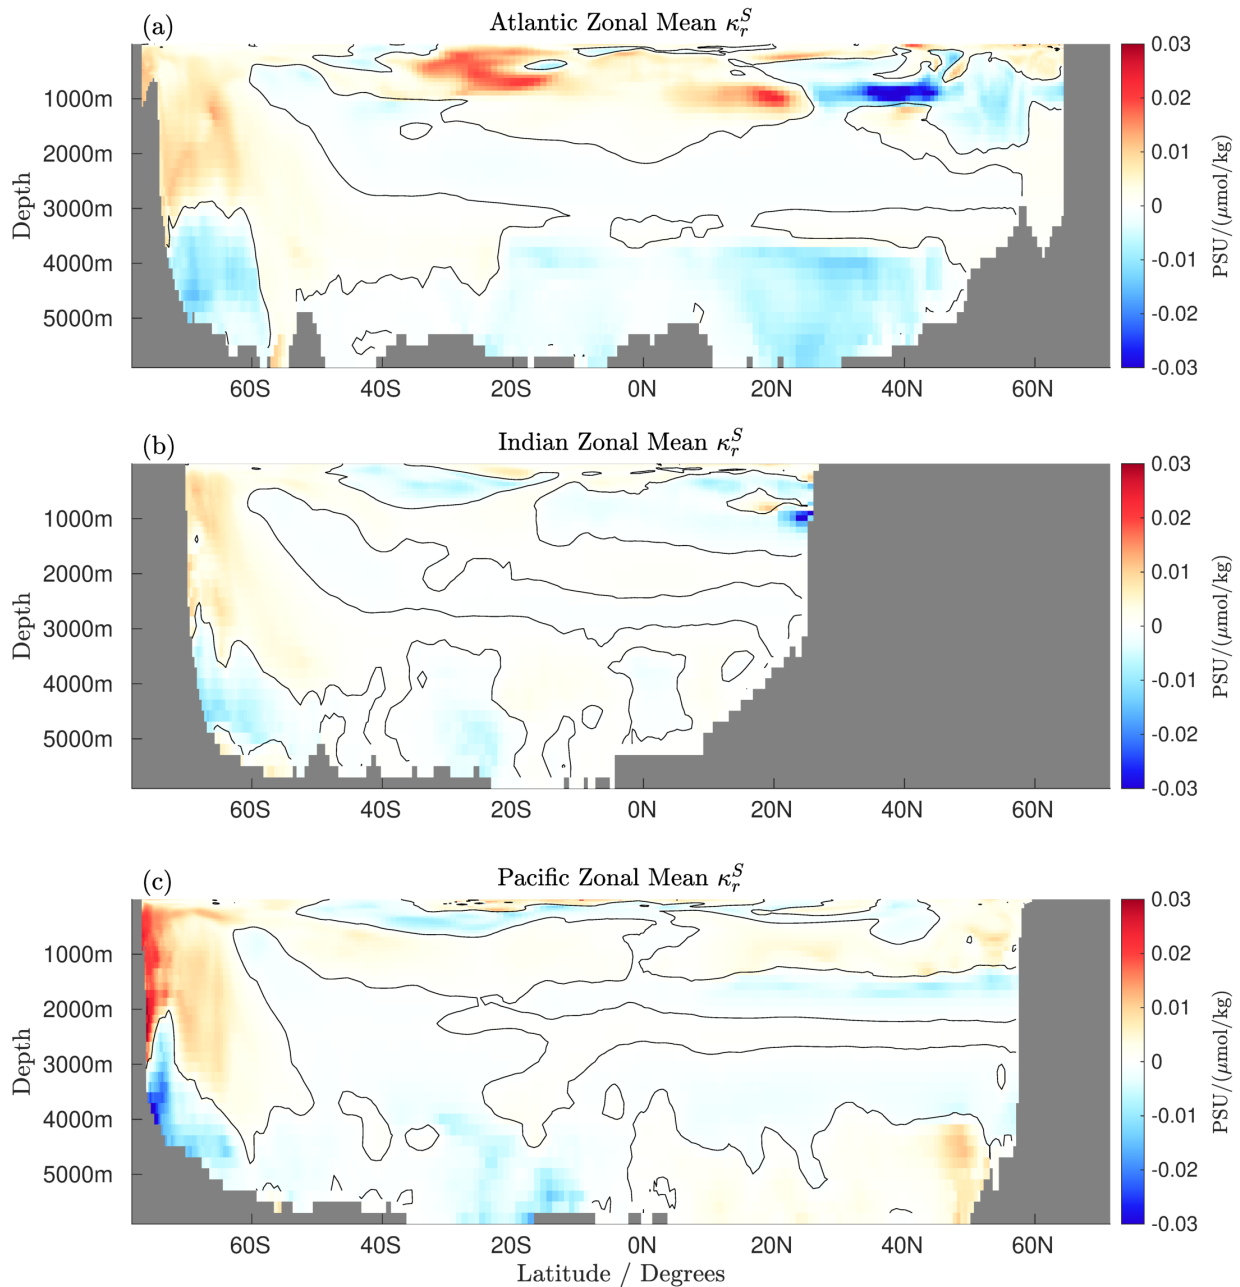 (a) Atlantic Zonal Mean κ_r^S
Depth
1000m
2000m
3000m
4000m
5000m
60S 40S 20S 0N 20N 40N 60N
0.03
0.02
0.01
0
-0.01
-0.02
-0.03
PSU/(μmol/kg)
(b) Indian Zonal Mean κ_r^S
Depth
1000m
2000m
3000m
4000m
5000m
60S 40S 20S 0N 20N 40N 60N
0.03
0.02
0.01
0
-0.01
-0.02
-0.03
PSU/(μmol/kg)
(c) Pacific Zonal Mean κ_r^S
Depth
1000m
2000m
3000m
4000m
5000m
60S 40S 20S 0N 20N 40N 60N
Latitude / Degrees
0.03
0.02
0.01
0
-0.01
-0.02
-0.03
PSU/(μmol/kg)